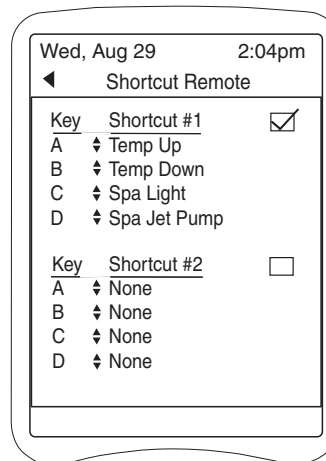 Wed, Aug 29 2:04pm
Shortcut Remote
Key Shortcut #1
A Temp Up
B Temp Down
C Spa Light
D Spa Jet Pump
Key Shortcut #2
A None
B None
C None
D None